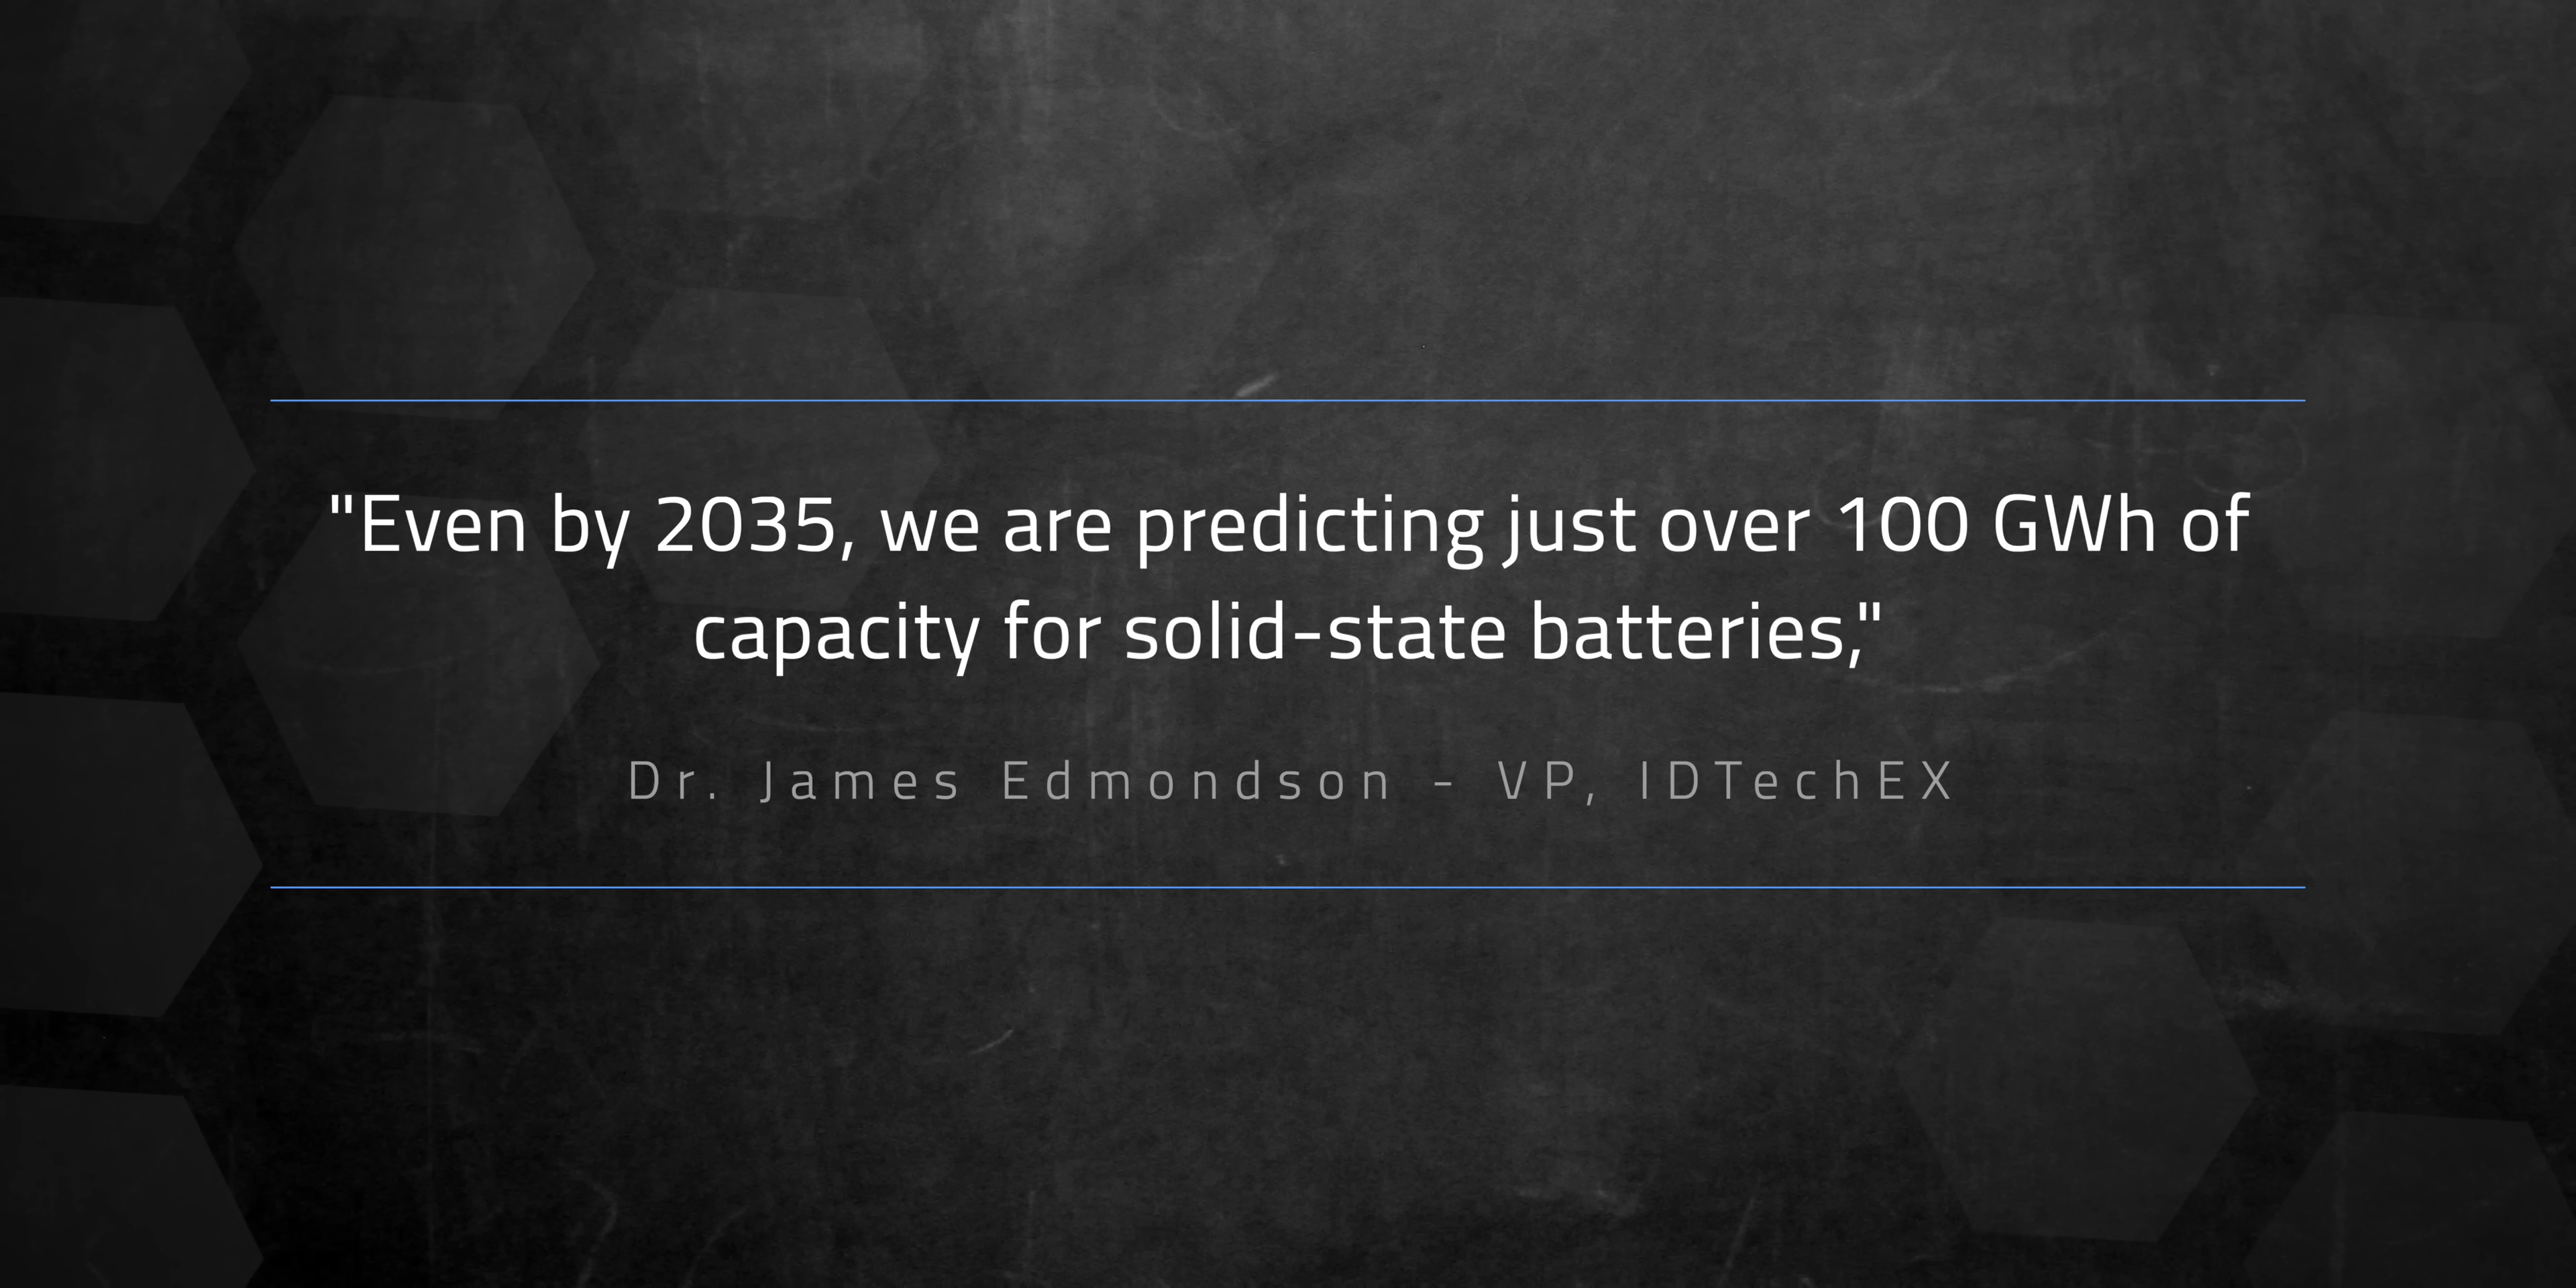 "Even by 2035, we are predicting just over 100 GWh of
capacity for solid-state batteries,"
Dr. James Edmondson - VP, IDTechEX